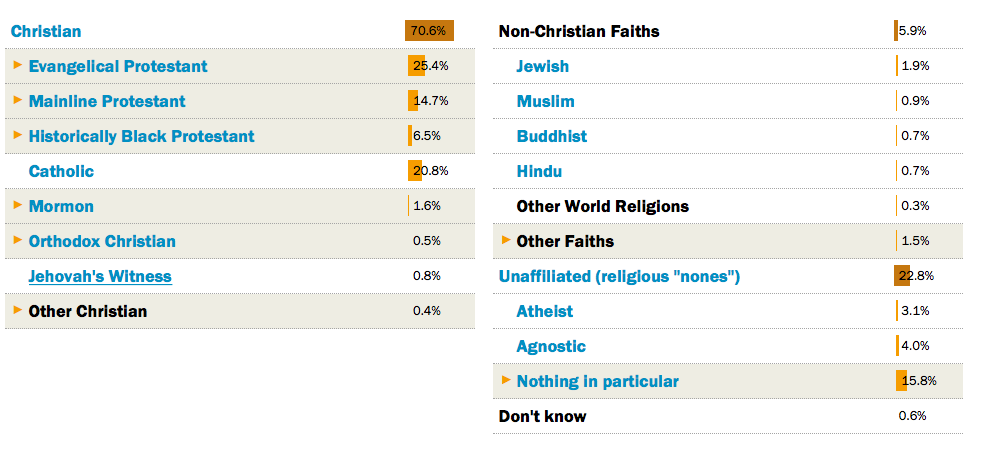 Christian 70.6%
Evangelical Protestant 25.4%
Mainline Protestant 14.7%
Historically Black Protestant 6.5%
Catholic 20.8%
Mormon 1.6%
Orthodox Christian 0.5%
Jehovah's Witness 0.8%
Other Christian 0.4%
Non-Christian Faiths 5.9%
Jewish 1.9%
Muslim 0.9%
Buddhist 0.7%
Hindu 0.7%
Other World Religions 0.3%
Other Faiths 1.5%
Unaffiliated (religious "nones") 22.8%
Atheist 3.1%
Agnostic 4.0%
Nothing in particular 15.8%
Don't know 0.6%